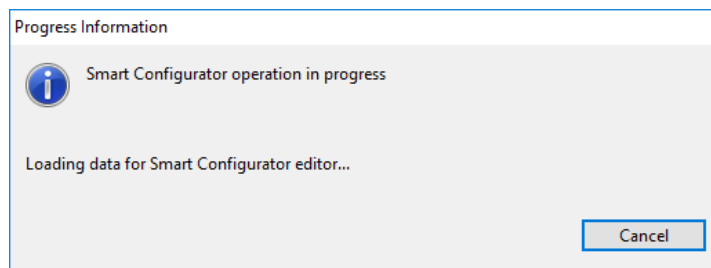 Progress Information
Smart Configurator operation in progress
Loading data for Smart Configurator editor...
Cancel